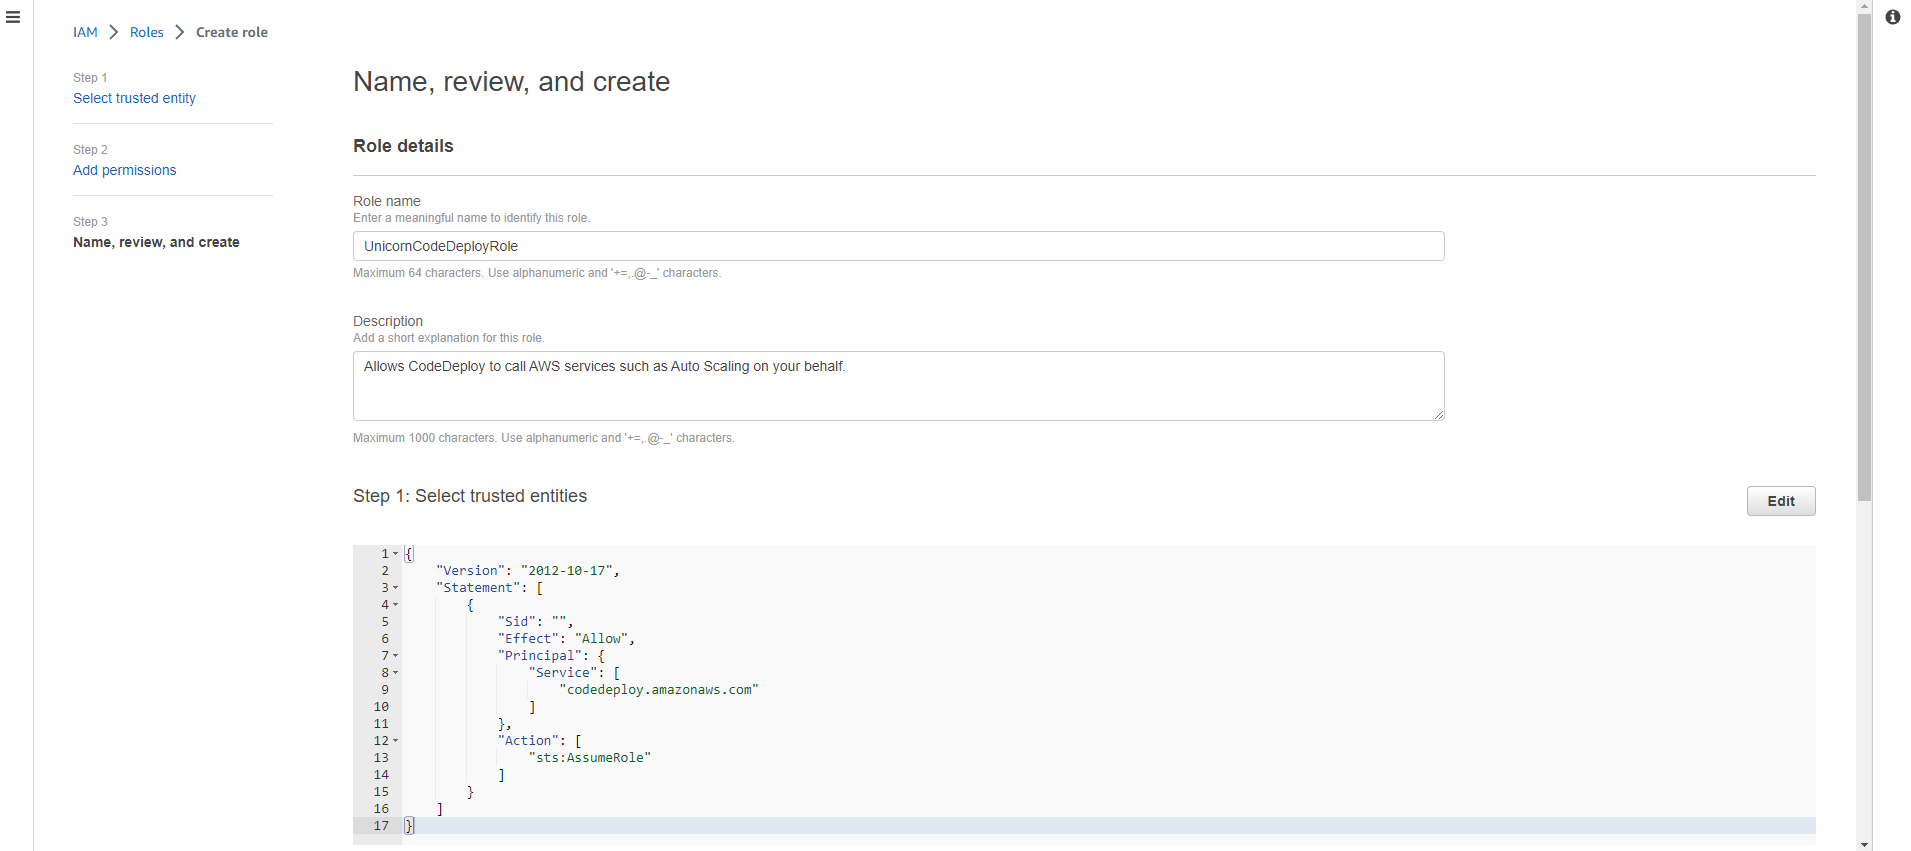 IAM > Roles > Create role
Step 1
Select trusted entity
Step 2
Add permissions
Step 3
Name, review, and create
Name, review, and create
Role details
Role name
Enter a meaningful name to identify this role.
UnicornCodeDeployRole
Maximum 64 characters. Use alphanumeric and '+=,.@-_' characters.
Description
Add a short explanation for this role.
Allows CodeDeploy to call AWS services such as Auto Scaling on your behalf.
Maximum 1000 characters. Use alphanumeric and '+=,.@-_' characters.
Step 1: Select trusted entities
Edit
1 {
2     "Version": "2012-10-17",
3     "Statement": [
4         {
5             "Sid": "",
6             "Effect": "Allow",
7             "Principal": {
8                 "Service": [
9                     "codedeploy.amazonaws.com"
10                 ]
11             },
12             "Action": [
13                 "sts:AssumeRole"
14             ]
15         }
16     ]
17 }